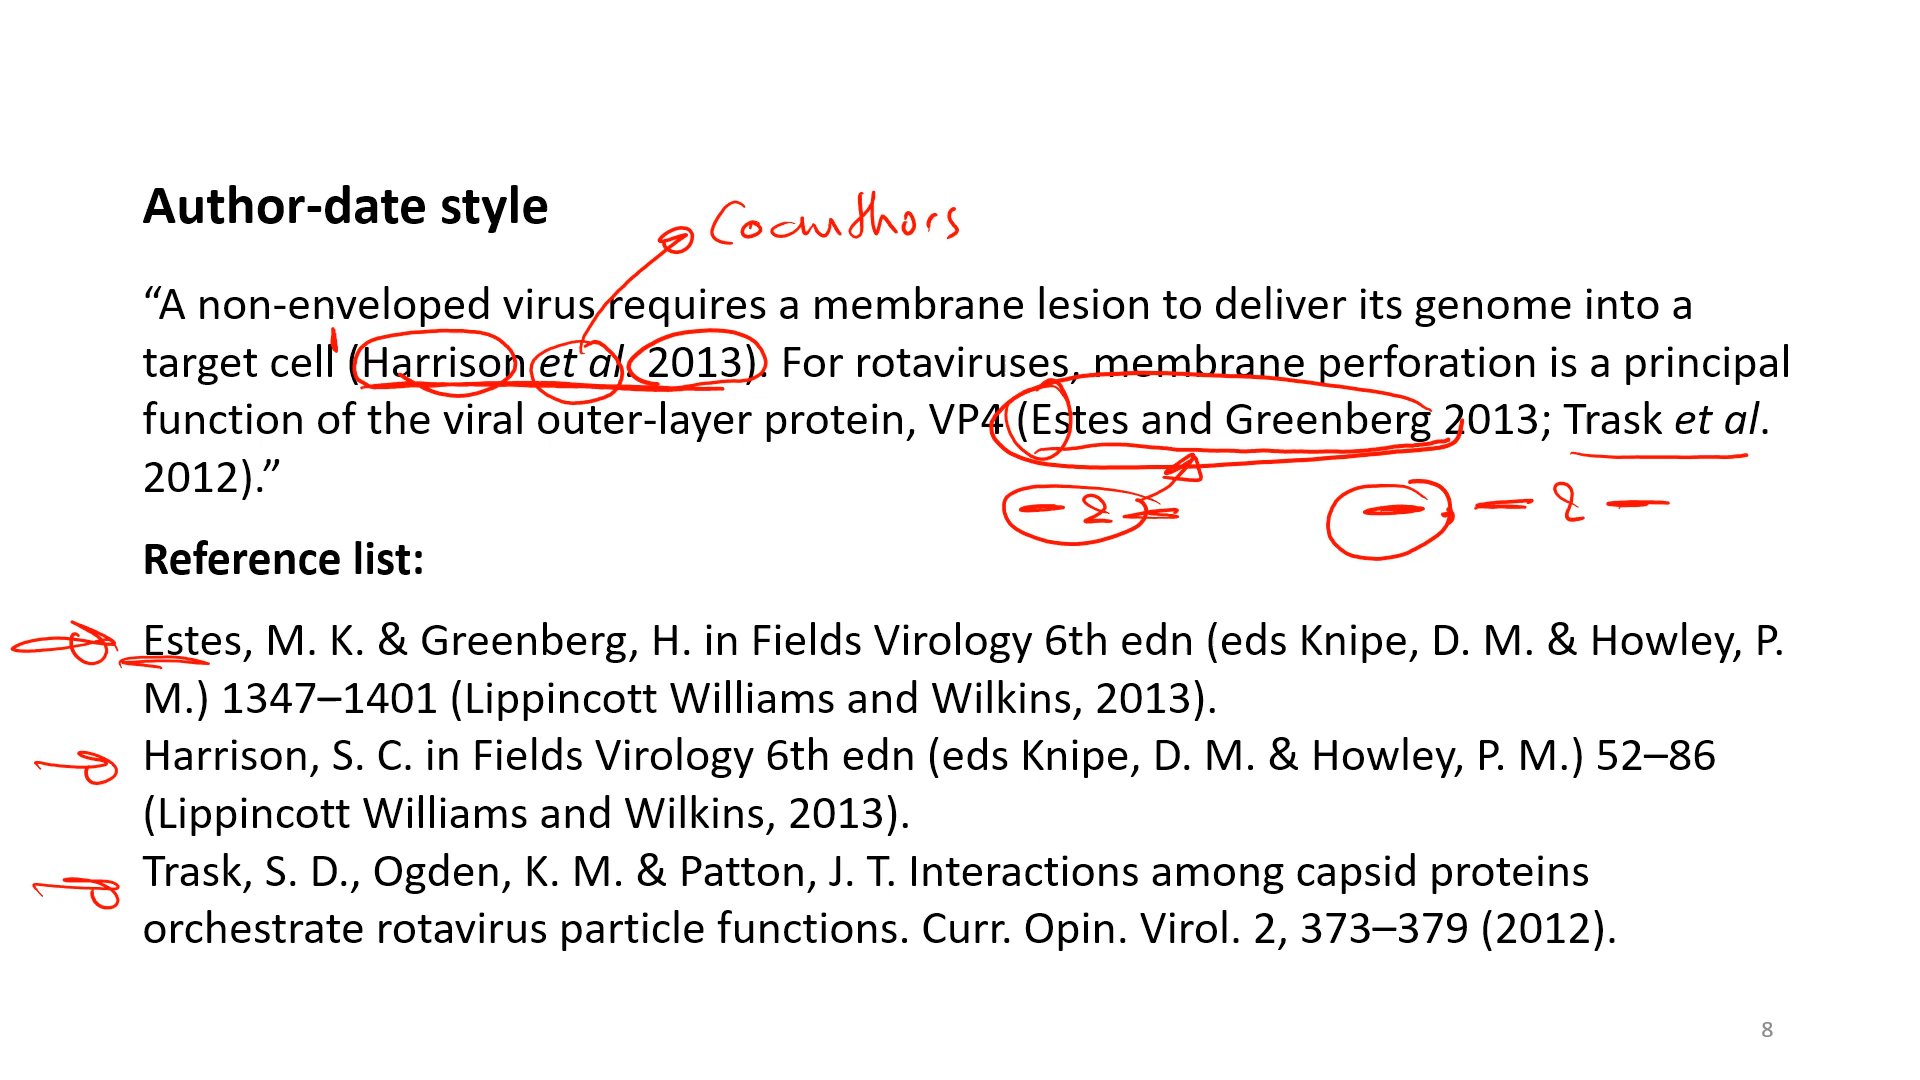 Author-date style
Coauthors
“A non-enveloped virus requires a membrane lesion to deliver its genome into a
target cell (Harrison et al. 2013). For rotaviruses, membrane perforation is a principal
function of the viral outer-layer protein, VP4 (Estes and Greenberg 2013; Trask et al.
2012).”
Reference list:
Estes, M. K. & Greenberg, H. in Fields Virology 6th edn (eds Knipe, D. M. & Howley, P.
M.) 1347–1401 (Lippincott Williams and Wilkins, 2013).
Harrison, S. C. in Fields Virology 6th edn (eds Knipe, D. M. & Howley, P. M.) 52–86
(Lippincott Williams and Wilkins, 2013).
Trask, S. D., Ogden, K. M. & Patton, J. T. Interactions among capsid proteins
orchestrate rotavirus particle functions. Curr. Opin. Virol. 2, 373–379 (2012).
8